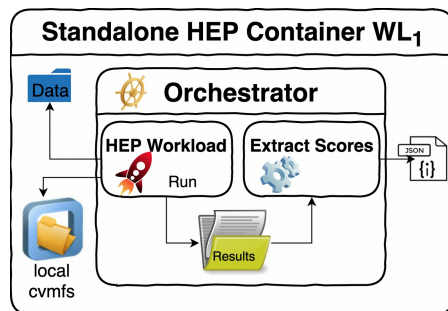 Standalone HEP Container WL1
Data
Orchestrator
HEP Workload
Run
Extract Scores
JSON
{i}
Results
local
cvmfs